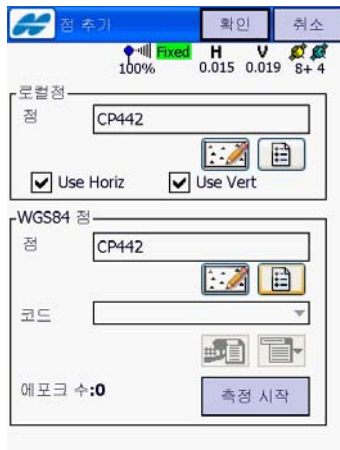 점 추가 확인 취소
Fixed H V
100% 0.015 0.019 8+ 4
로컬점
점 CP442
Use Horiz Use Vert
WGS84 점
점 CP442
코드
에포크 수:0 측정 시작